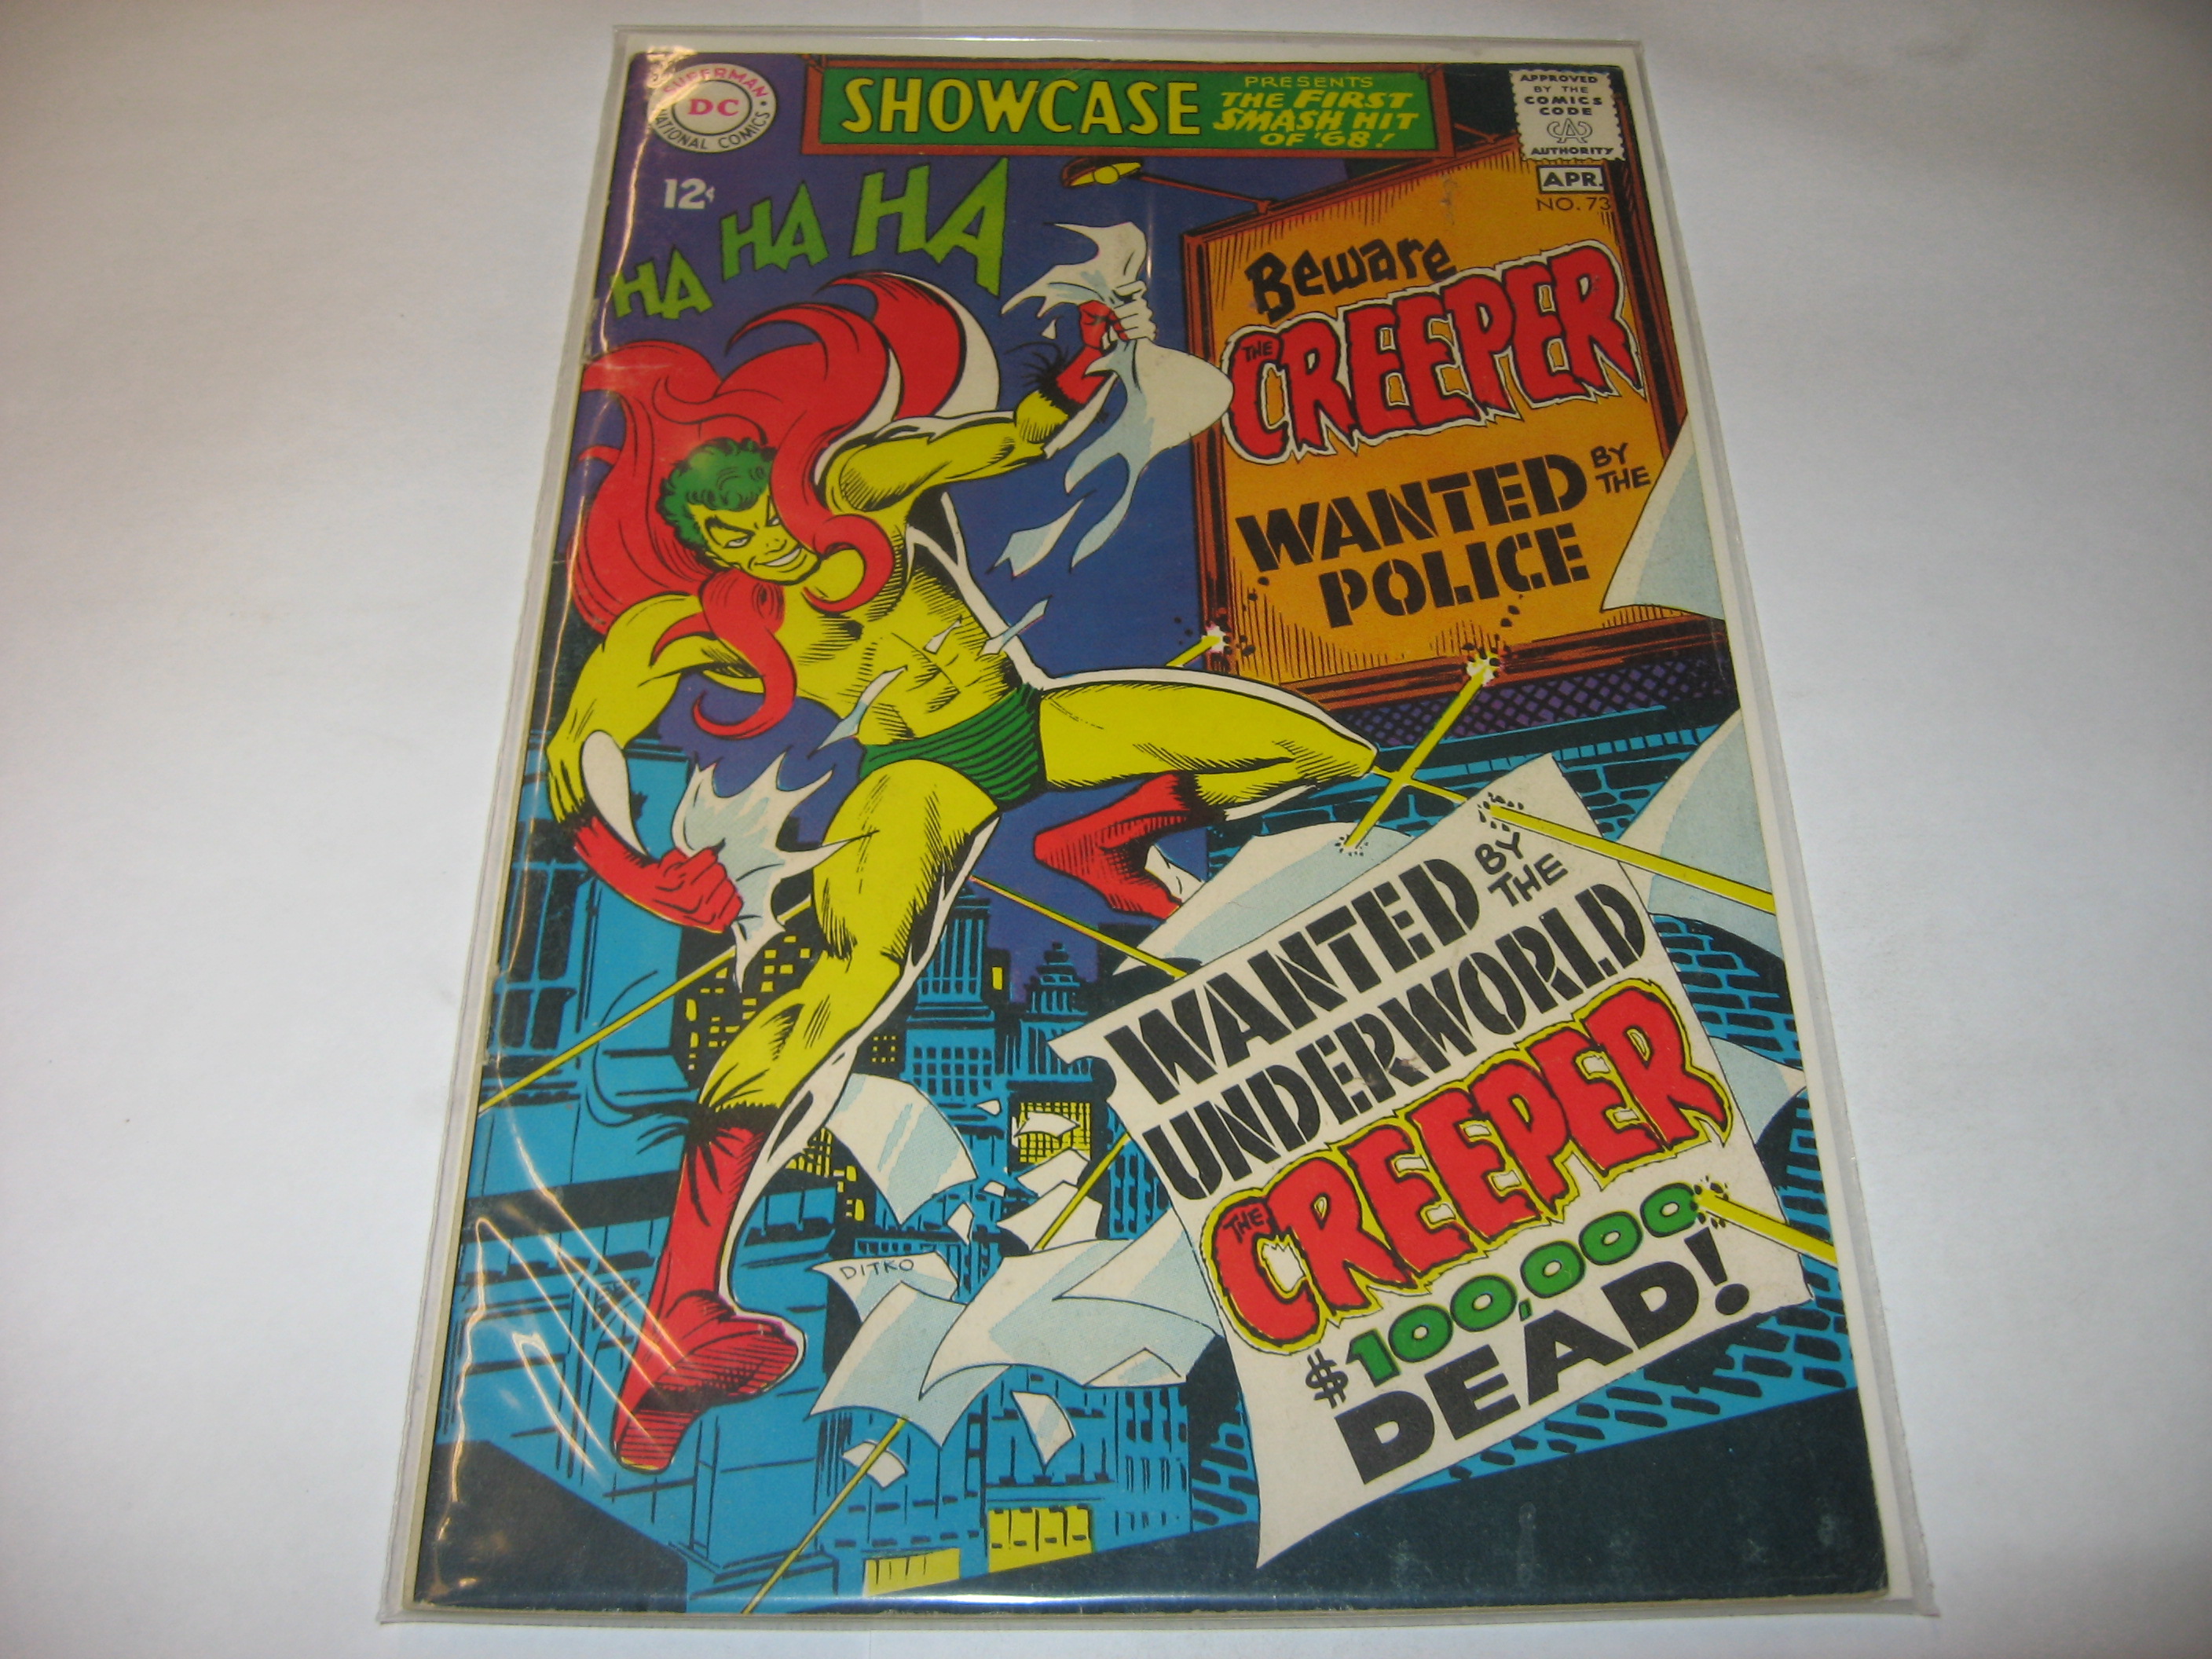 SUPERMAN
DC
NATIONAL COMICS
SHOWCASE
PRESENTS
THE FIRST
SMASH HIT
OF '68!
APPROVED
BY THE
COMICS
CODE
AUTHORITY
APR.
NO. 73
12¢
HA HA HA
Beware
THE CREEPER
WANTED BY THE
POLICE
WANTED BY THE
UNDERWORLD
THE CREEPER
$100,000
DEAD!
DITKO